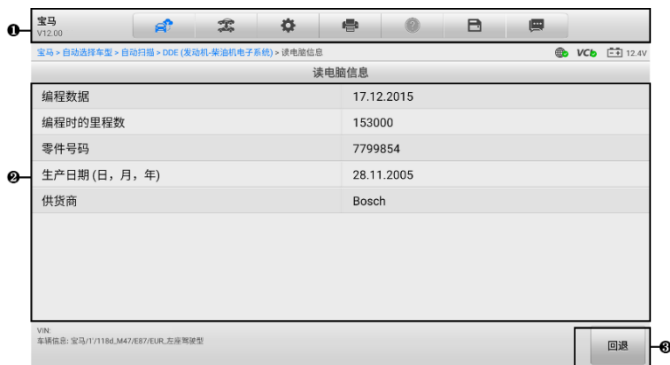 宝马
V12.00
❶
宝马 > 自动选择车型 > 自动扫描 > DDE (发动机-柴油机电子系统) > 读电脑信息
VCI 12.4V
读电脑信息
编程数据 17.12.2015
编程时的里程数 153000
零件号码 7799854
❷
生产日期 (日，月，年) 28.11.2005
供货商 Bosch
VIN:
车辆信息: 宝马/1'/118d_M47/E87/EUR_左座驾驶型
回退
❸